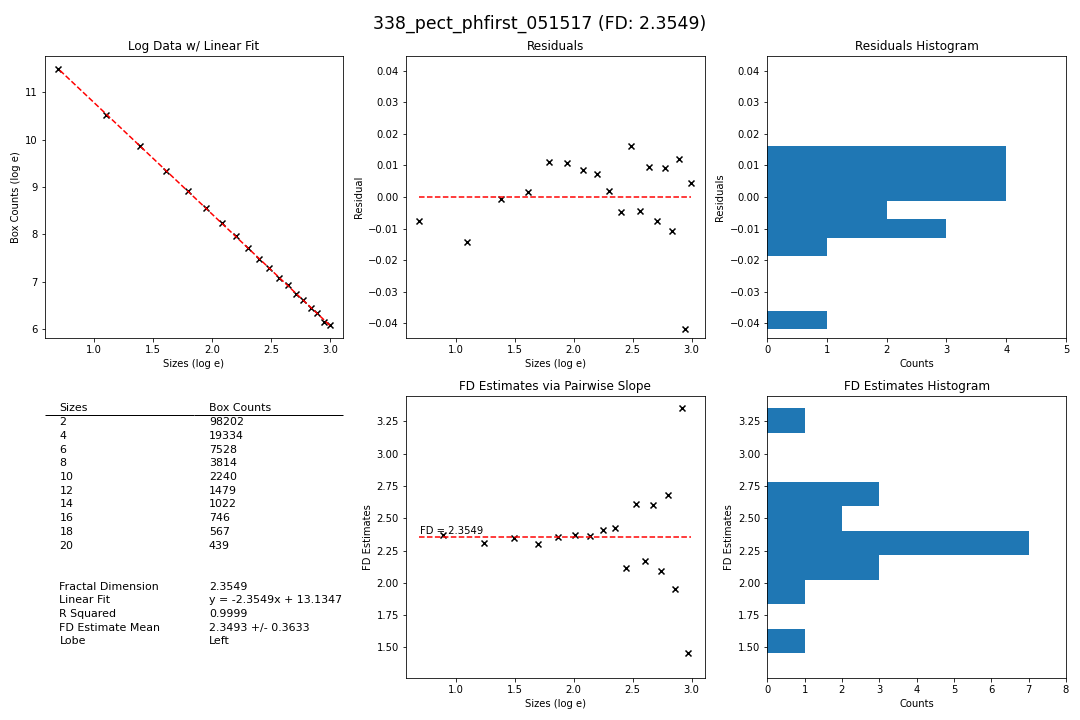 338_pect_phfirst_051517 (FD: 2.3549)
Log Data w/ Linear Fit
Box Counts (log e)
11
10
9
8
7
6
1.0 1.5 2.0 2.5 3.0
Sizes (log e)
Residuals
Residual
0.04
0.03
0.02
0.01
0.00
−0.01
−0.02
−0.03
−0.04
1.0 1.5 2.0 2.5 3.0
Sizes (log e)
Residuals Histogram
Residuals
0.04
0.03
0.02
0.01
0.00
−0.01
−0.02
−0.03
−0.04
0 1 2 3 4 5
Counts
Sizes Box Counts
2 98202
4 19334
6 7528
8 3814
10 2240
12 1479
14 1022
16 746
18 567
20 439
Fractal Dimension 2.3549
Linear Fit y = -2.3549x + 13.1347
R Squared 0.9999
FD Estimate Mean 2.3493 +/- 0.3633
Lobe Left
FD Estimates via Pairwise Slope
FD Estimates
3.25
3.00
2.75
2.50
2.25
2.00
1.75
1.50
FD = 2.3549
1.0 1.5 2.0 2.5 3.0
Sizes (log e)
FD Estimates Histogram
FD Estimates
3.25
3.00
2.75
2.50
2.25
2.00
1.75
1.50
0 1 2 3 4 5 6 7 8
Counts